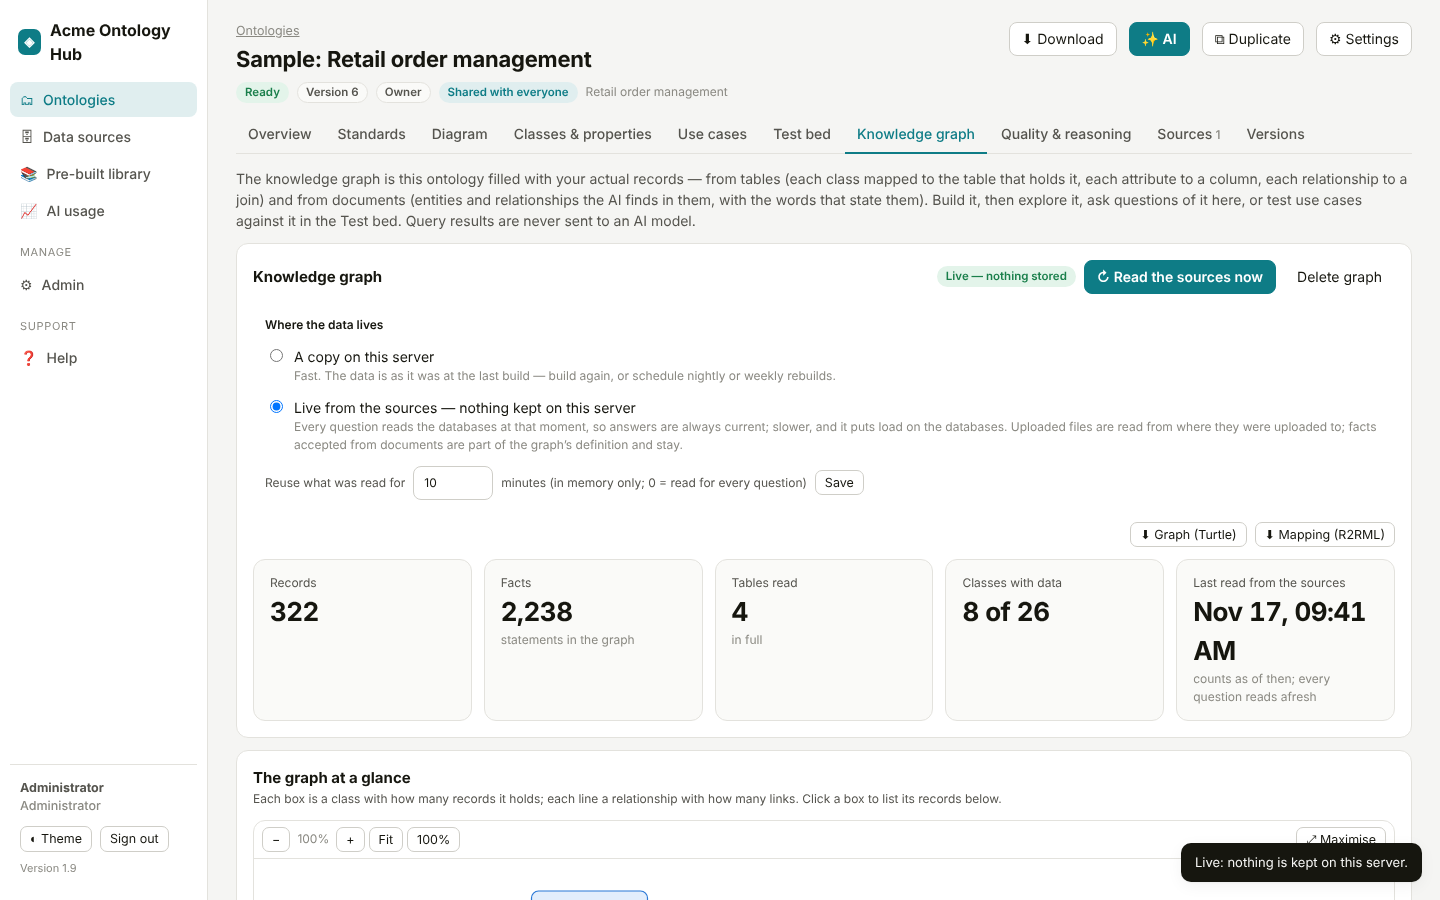 Acme Ontology Hub
Ontologies
Data sources
Pre-built library
AI usage
MANAGE
Admin
SUPPORT
Help
Administrator
Administrator
Theme
Sign out
Version 1.9
Ontologies
Sample: Retail order management
Ready
Version 6
Owner
Shared with everyone
Retail order management
Download
AI
Duplicate
Settings
Overview
Standards
Diagram
Classes & properties
Use cases
Test bed
Knowledge graph
Quality & reasoning
Sources 1
Versions
The knowledge graph is this ontology filled with your actual records — from tables (each class mapped to the table that holds it, each attribute to a column, each relationship to a
join) and from documents (entities and relationships the AI finds in them, with the words that state them). Build it, then explore it, ask questions of it here, or test use cases
against it in the Test bed. Query results are never sent to an AI model.
Knowledge graph
Live — nothing stored
↻ Read the sources now
Delete graph
Where the data lives
A copy on this server
Fast. The data is as it was at the last build — build again, or schedule nightly or weekly rebuilds.
Live from the sources — nothing kept on this server
Every question reads the databases at that moment, so answers are always current; slower, and it puts load on the databases. Uploaded files are read from where they were uploaded to; facts
accepted from documents are part of the graph's definition and stay.
Reuse what was read for 10 minutes (in memory only; 0 = read for every question) Save
Graph (Turtle)
Mapping (R2RML)
Records
322
Facts
2,238
statements in the graph
Tables read
4
in full
Classes with data
8 of 26
Last read from the sources
Nov 17, 09:41
AM
counts as of then; every
question reads afresh
The graph at a glance
Each box is a class with how many records it holds; each line a relationship with how many links. Click a box to list its records below.
−
100%
+
Fit
100%
Maximise
Live: nothing is kept on this server.